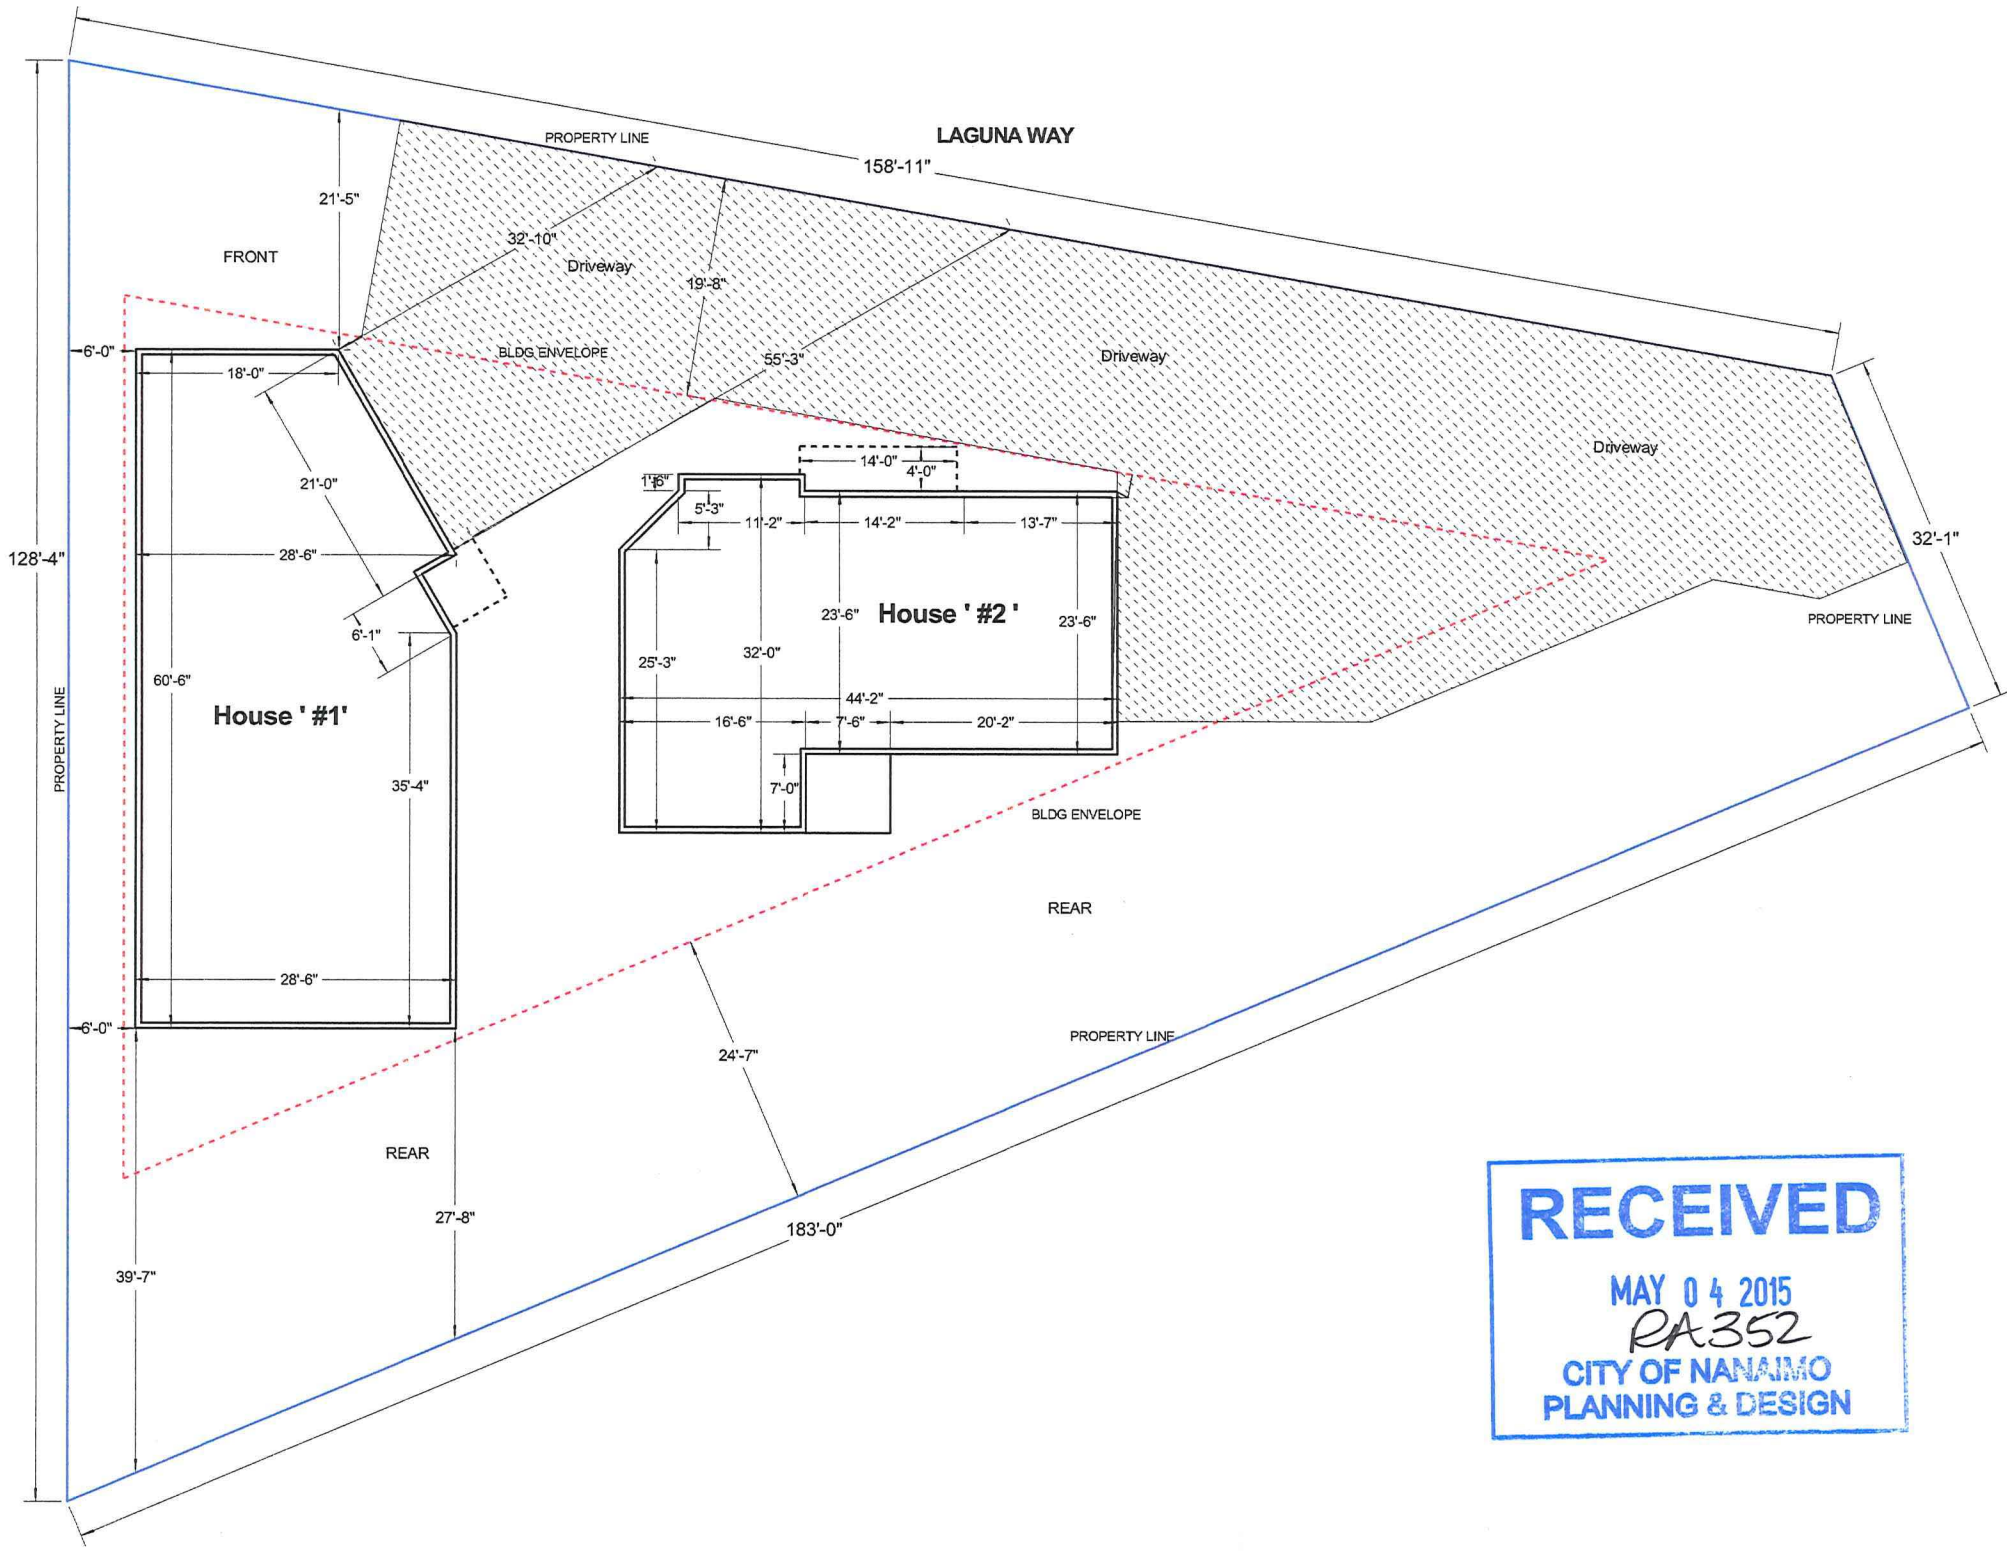 LAGUNA WAY
PROPERTY LINE
158'-11"
21'-5"
32'-10"
FRONT
Driveway
19'-8"
6'-0"
BLDG ENVELOPE
55'-3"
Driveway
18'-0"
Driveway
14'-0"
4'-0"
1'-6"
21'-0"
5'-3"
11'-2"
14'-2"
13'-7"
32'-1"
128'-4"
28'-6"
House ' #2 '
23'-6"
23'-6"
PROPERTY LINE
6'-1"
32'-0"
25'-3"
60'-6"
44'-2"
House ' #1'
16'-6"
7'-6"
20'-2"
PROPERTY LINE
35'-4"
7'-0"
BLDG ENVELOPE
REAR
28'-6"
6'-0"
PROPERTY LINE
24'-7"
REAR
27'-8"
183'-0"
39'-7"
RECEIVED
MAY 04 2015
RA352
CITY OF NANAIMO
PLANNING & DESIGN